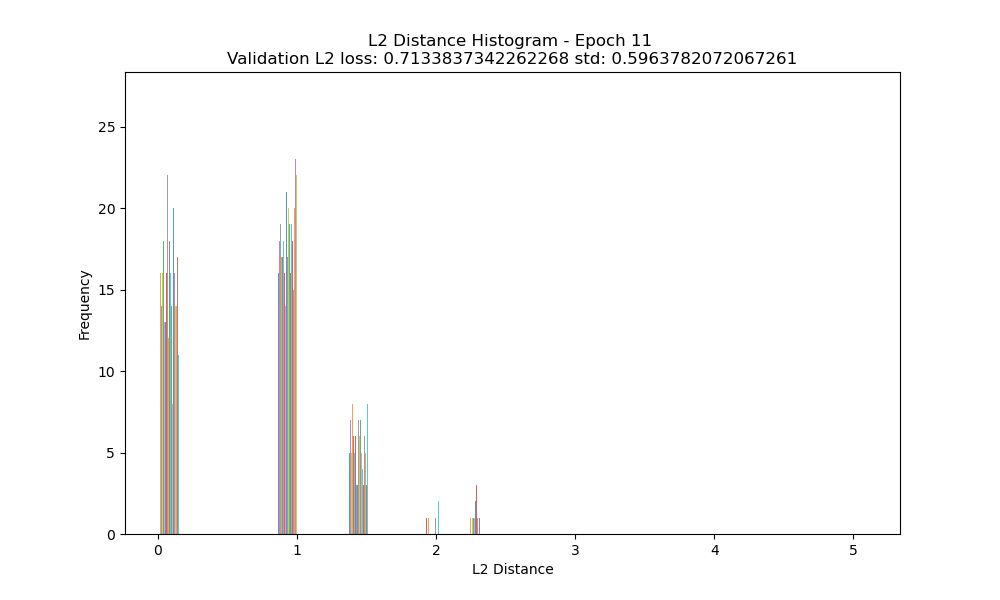 L2 Distance Histogram - Epoch 11
Validation L2 loss: 0.7133837342262268 std: 0.5963782072067261
Frequency
25
20
15
10
5
0
0 1 2 3 4 5
L2 Distance